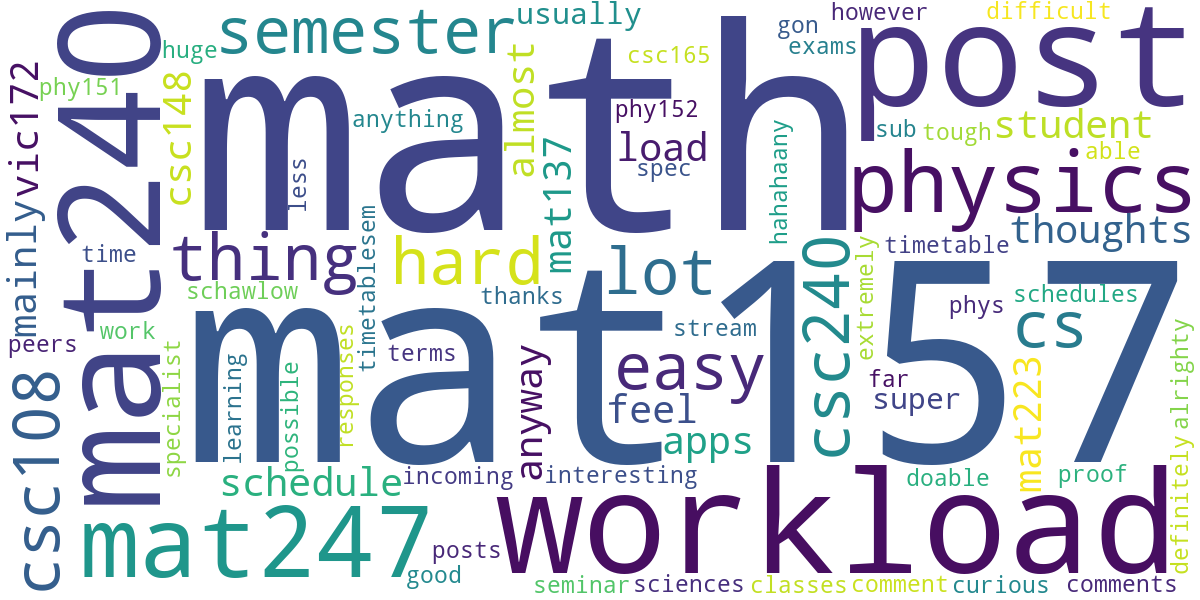 math
mat157
mat240
workload
post
physics
mat247
semester
thing
hard
lot
easy
csc108
csc240
cs
thoughts
student
schedule
load
feel
apps
super
anyway
almost
mat137
mat223
csc148
vic172
mainly
usually
huge
phy151
anything
less
time
schawlow
work
peers
specialist
learning
possible
responses
timetablesem
terms
thanks
stream
incoming
interesting
posts
good
seminar
sciences
classes
comment
curious
comments
doable
proof
definitely
alrighty
far
extremely
phys
schedules
timetable
hahahaany
sub
tough
able
difficult
however
gon
exams
csc165
phy152
spec